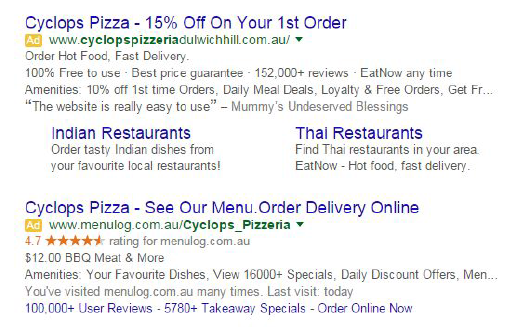 Cyclops Pizza - 15% Off On Your 1st Order
Ad www.cyclopspizzeriadulwichhill.com.au/
Order Hot Food, Fast Delivery.
100% Free to use · Best price guarantee · 152,000+ reviews · EatNow any time
Amenities: 10% off 1st time Orders, Daily Meal Deals, Loyalty & Free Orders, Get Fr...
“The website is really easy to use” – Mummy's Undeserved Blessings
Indian Restaurants
Order tasty Indian dishes from
your favourite local restaurants!
Thai Restaurants
Find Thai restaurants in your area.
EatNow - Hot food, fast delivery.
Cyclops Pizza - See Our Menu.Order Delivery Online
Ad www.menulog.com.au/Cyclops_Pizzeria
4.7 rating for menulog.com.au
$12.00 BBQ Meat & More
Amenities: Your Favourite Dishes, View 16000+ Specials, Daily Discount Offers, Men...
You've visited menulog.com.au many times. Last visit: today
100,000+ User Reviews - 5780+ Takeaway Specials - Order Online Now